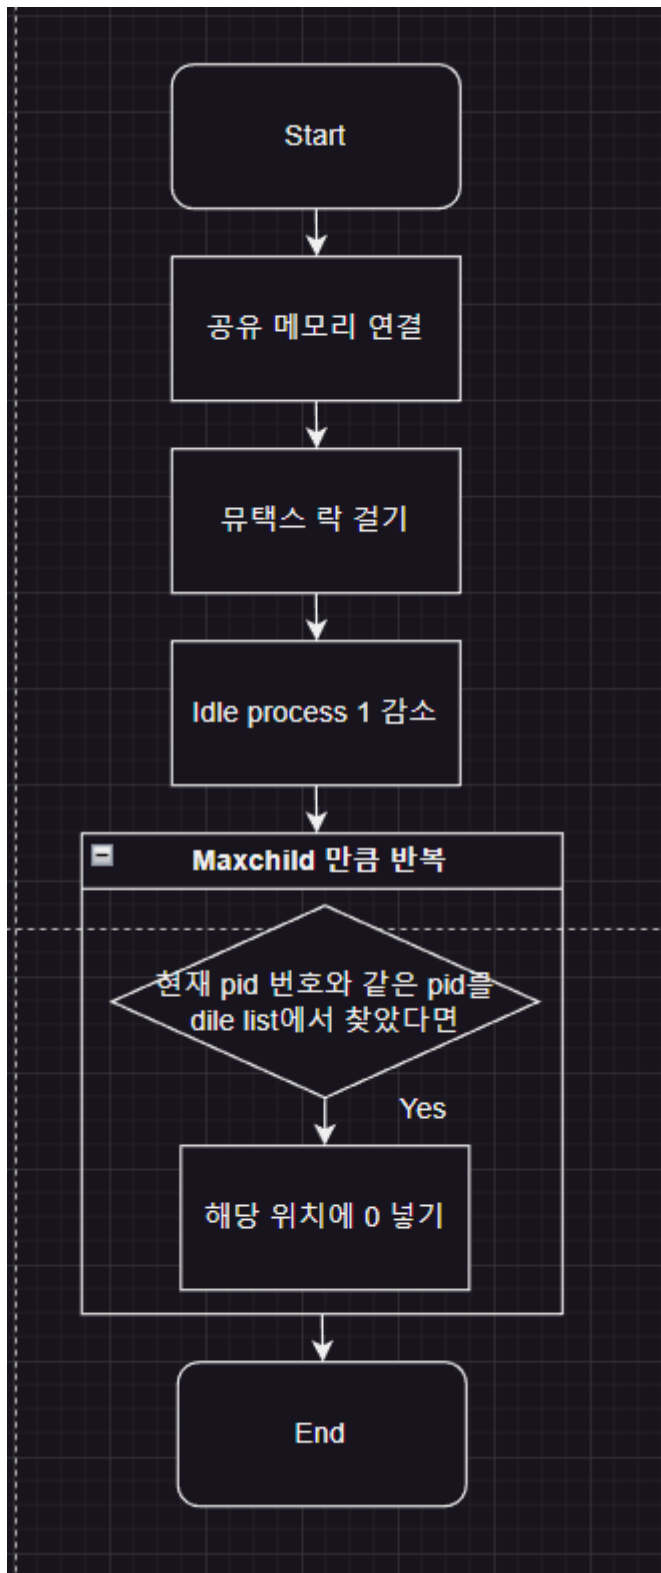 Start
공유 메모리 연결
뮤택스 락 걸기
Idle process 1 감소
Maxchild 만큼 반복
현재 pid 번호와 같은 pid를
dile list에서 찾았다면
Yes
해당 위치에 0 넣기
End